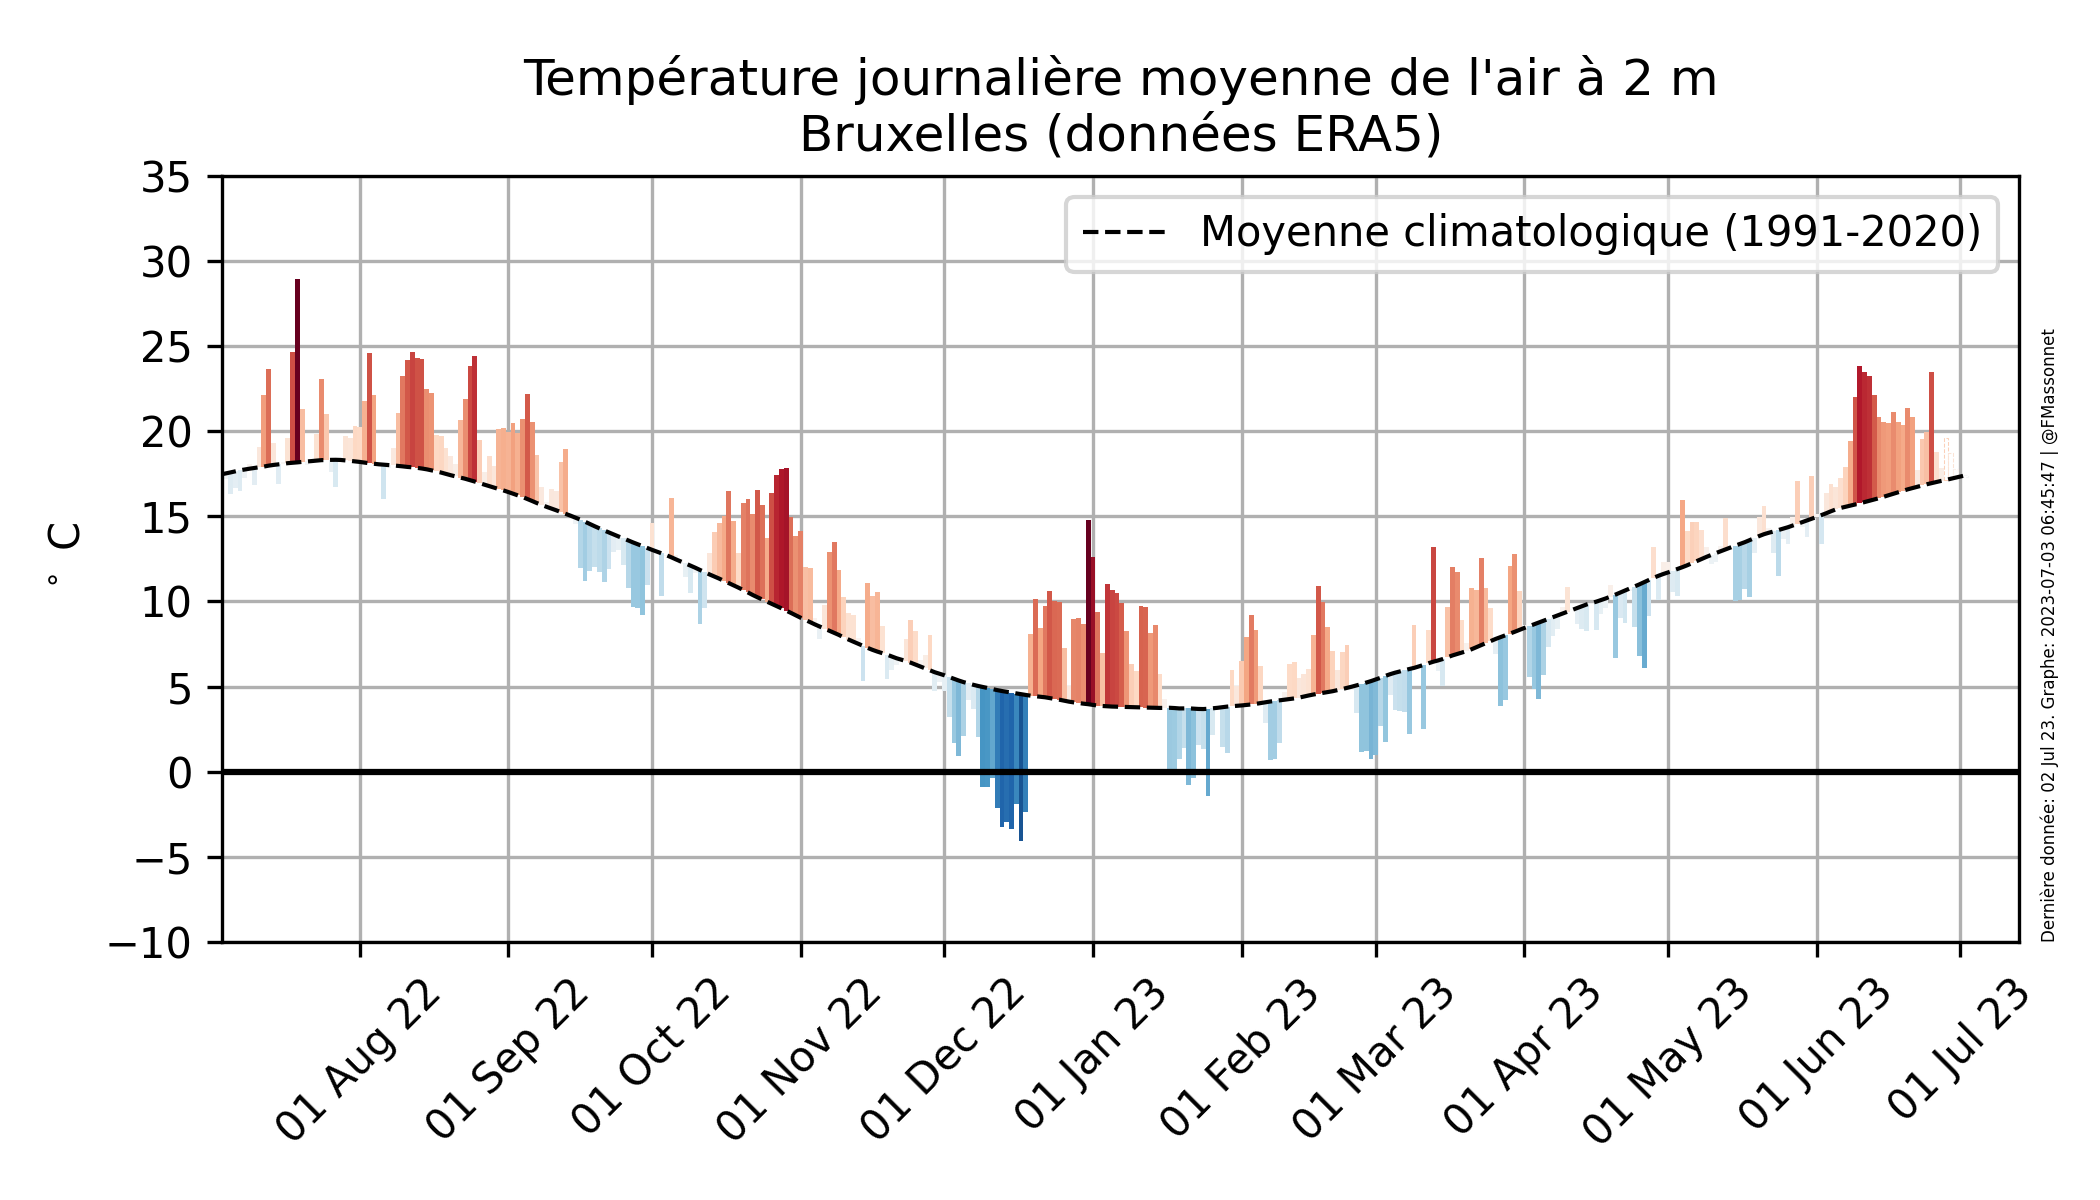 Température journalière moyenne de l'air à 2 m
Bruxelles (données ERA5)
Moyenne climatologique (1991-2020)
35
30
25
20
15
10
5
0
−5
−10
° C
01 Aug 22
01 Sep 22
01 Oct 22
01 Nov 22
01 Dec 22
01 Jan 23
01 Feb 23
01 Mar 23
01 Apr 23
01 May 23
01 Jun 23
01 Jul 23
Dernière donnée: 02 Jul 23. Graphe: 2023-07-03 06:45:47 | @FMassonnet